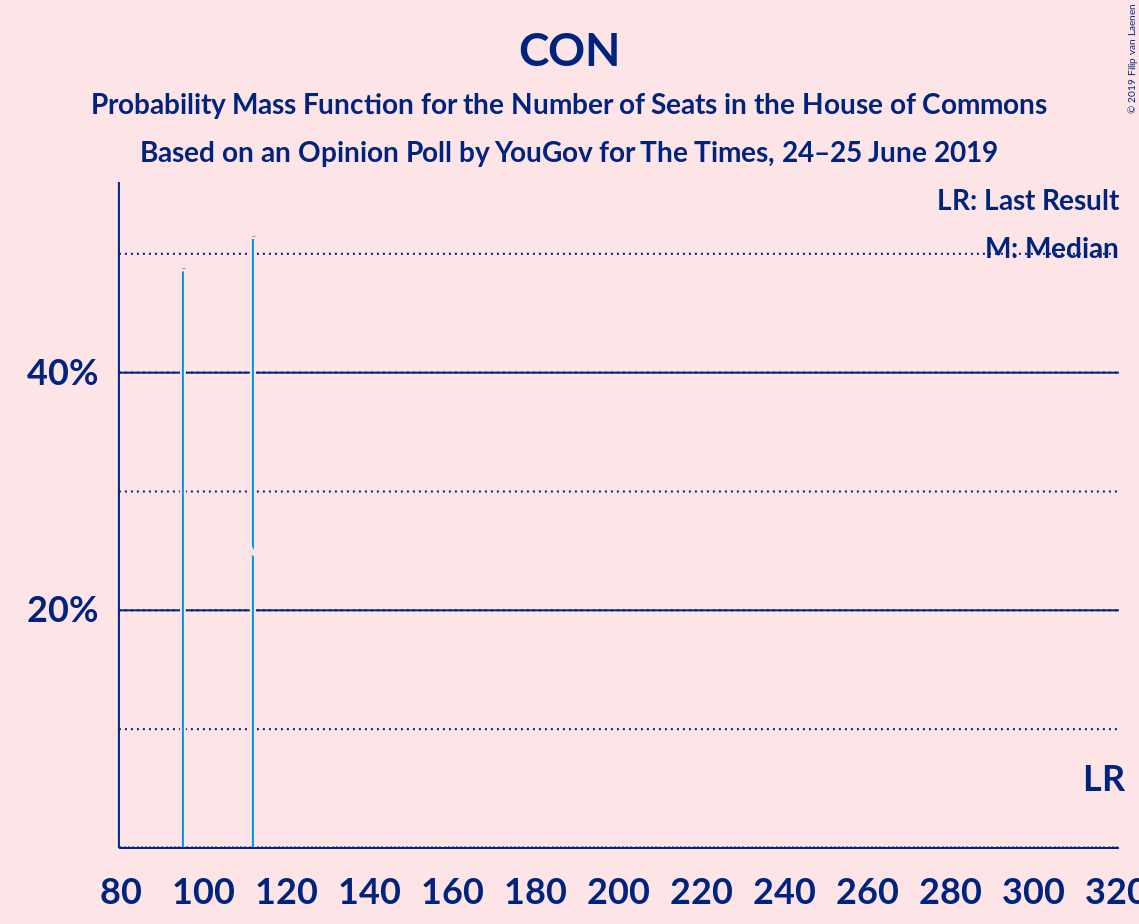 CON
Probability Mass Function for the Number of Seats in the House of Commons
Based on an Opinion Poll by YouGov for The Times, 24–25 June 2019
© 2019 Filip van Laenen
LR: Last Result
M: Median
40%
20%
LR
80 100 120 140 160 180 200 220 240 260 280 300 320